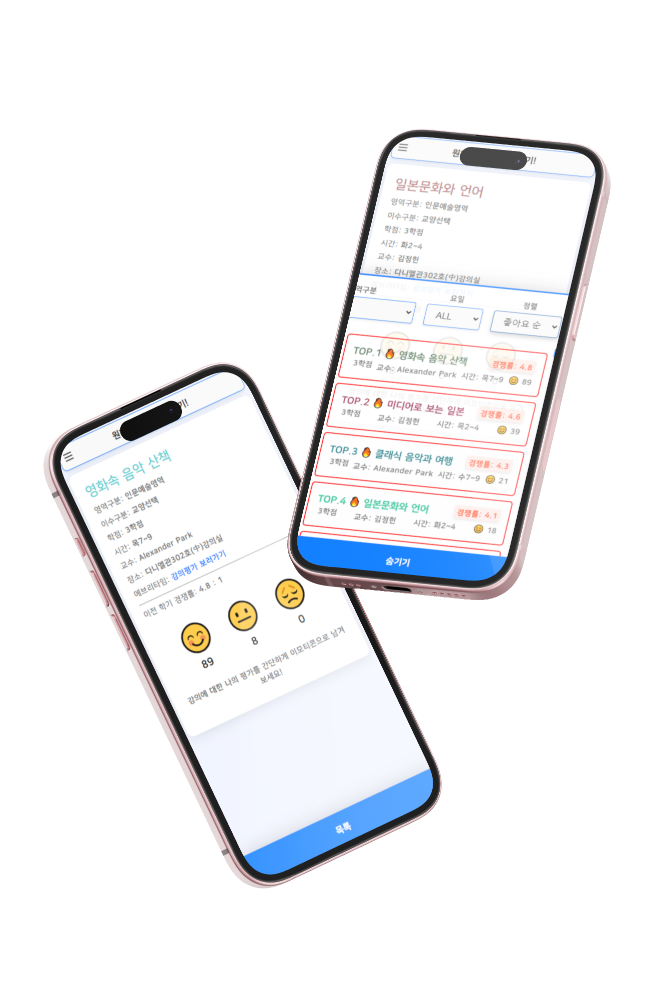 일본문화와 언어
영역구분: 인문예술영역
이수구분: 교양선택
학점: 3학점
시간: 화2~4
교수: 김정헌
장소: 다니엘관302호(中)강의실
역구분
요일
정렬
ALL
좋아요 순
TOP.1 🔥 영화속 음악 산책 경쟁률: 4.8
3학점 교수: Alexander Park 시간: 목7~9 😊 89
TOP.2 🔥 미디어로 보는 일본 경쟁률: 4.6
3학점 교수: 김정헌 시간: 목2~4 😊 39
TOP.3 🔥 클래식 음악과 여행 경쟁률: 4.3
3학점 교수: Alexander Park 시간: 수7~9 😊 21
TOP.4 🔥 일본문화와 언어 경쟁률: 4.1
3학점 교수: 김정헌 시간: 화2~4 😊 18
숨기기
영화속 음악 산책
영역구분: 인문예술영역
이수구분: 교양선택
학점: 3학점
시간: 목7~9
교수: Alexander Park
장소: 다니엘관302호(中)강의실
에브리타임: 강의평가 보러가기
이전 학기 경쟁률: 4.8 : 1
89 8 0
강의에 대한 나의 평가를 간단하게 이모티콘으로 남겨
보세요!
목록